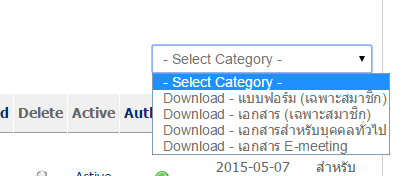 - Select Category -
- Select Category -
Download - แบบฟอร์ม (เฉพาะสมาชิก)
Download - เอกสาร (เฉพาะสมาชิก)
Download - เอกสารสำหรับบุคคลทั่วไป
Download - เอกสาร E-meeting
d Delete Active Auth
Active
2015-05-07 สำหรับ